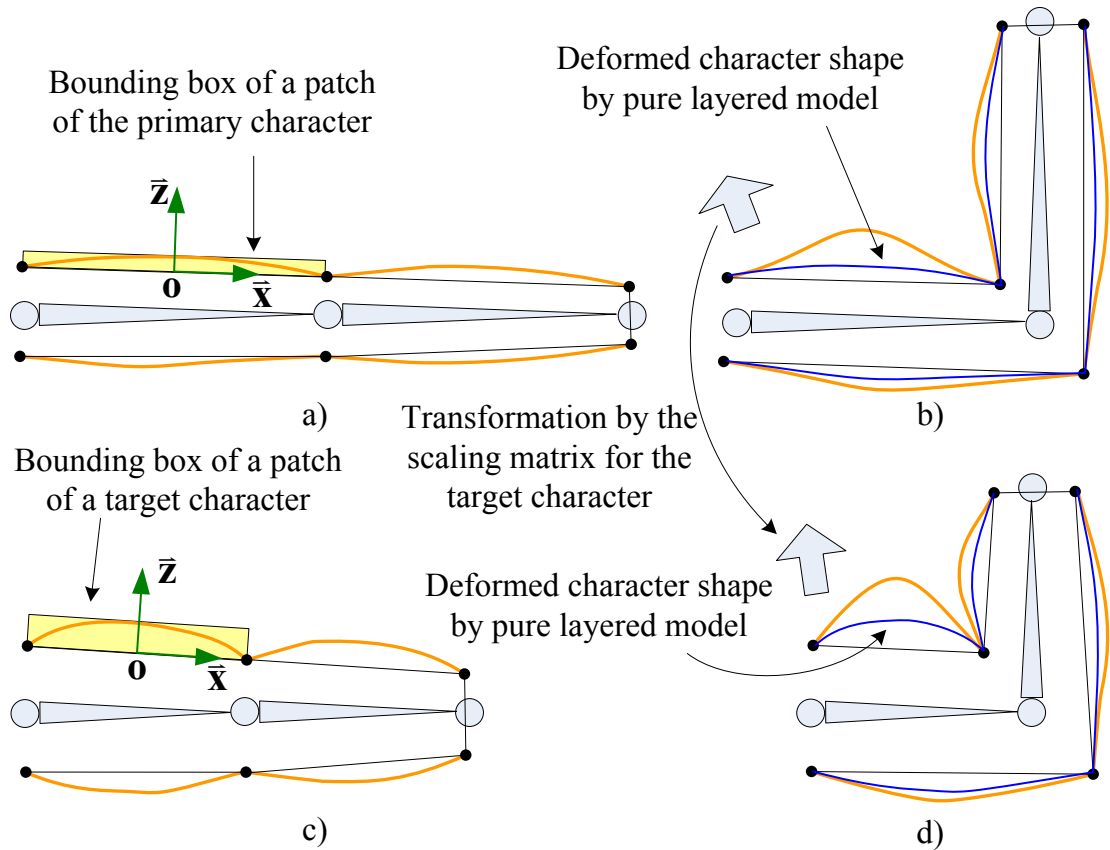 Bounding box of a patch
of the primary character
z⃗
o
x⃗
a)
Deformed character shape
by pure layered model
b)
Transformation by the
scaling matrix for the
target character
Bounding box of a patch
of a target character
z⃗
o
x⃗
c)
Deformed character shape
by pure layered model
d)